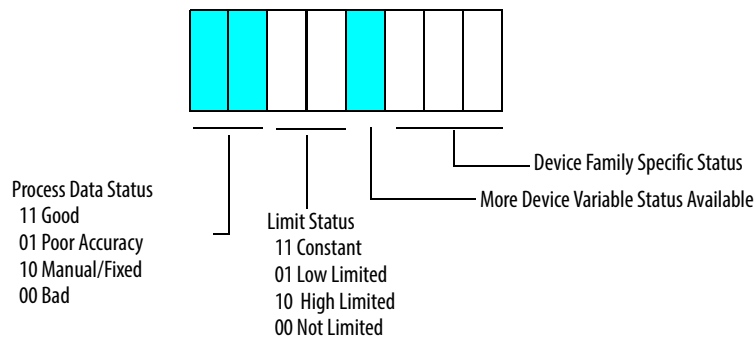 Process Data Status
11 Good
01 Poor Accuracy
10 Manual/Fixed
00 Bad
Limit Status
11 Constant
01 Low Limited
10 High Limited
00 Not Limited
Device Family Specific Status
More Device Variable Status Available